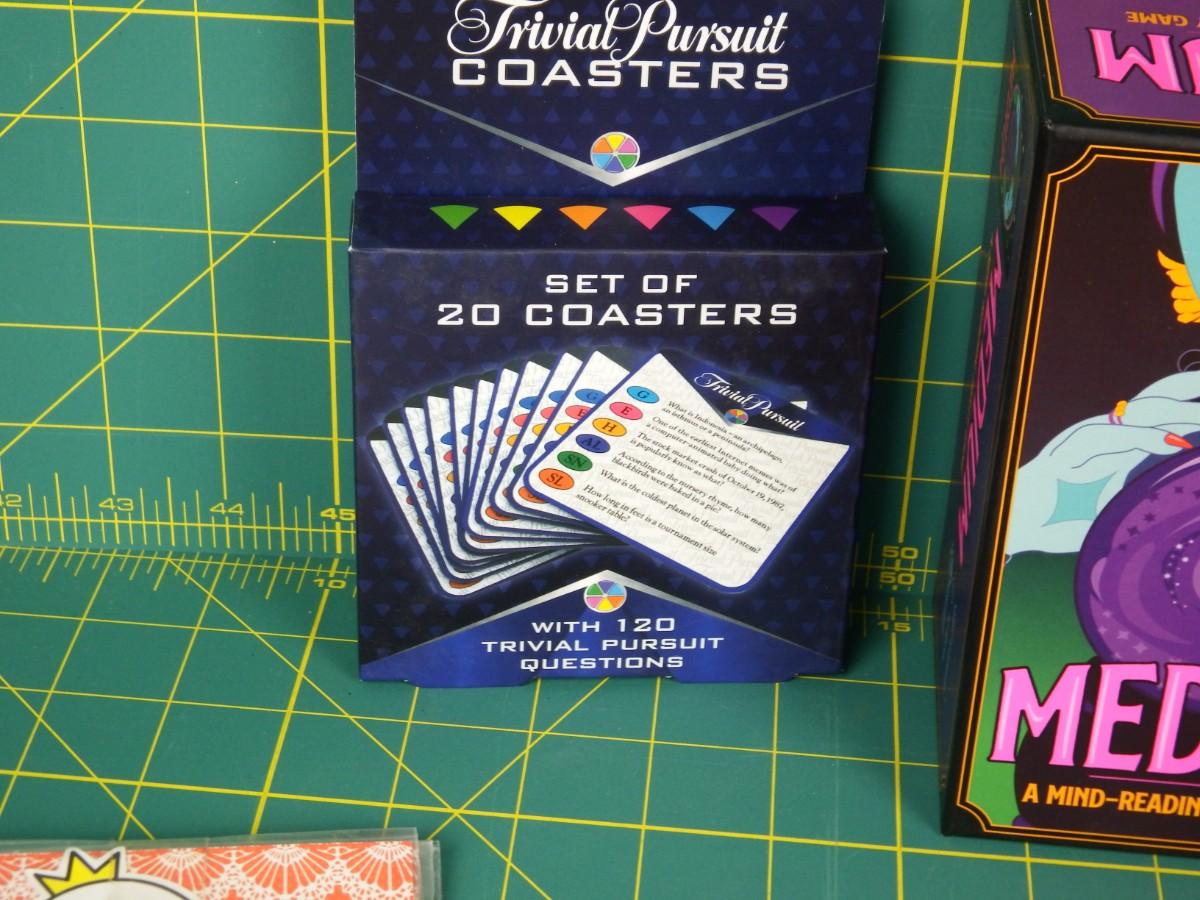 Trivial Pursuit
COASTERS
SET OF
20 COASTERS
Trivial Pursuit
G
What is Indonesia – an archipelago,
an isthmus or a peninsula?
E
One of the earliest Internet memes was of
a computer-animated baby doing what?
H
The stock market crash of October 19, 1987,
is popularly know as what?
AL
According to the nursery rhyme, how many
blackbirds were baked in a pie?
SN
What is the coldest planet in the solar system?
SL
How long in feet is a tournament size
snooker table?
G
E
WITH 120
TRIVIAL PURSUIT
QUESTIONS
42 43 44 45
10
50
50
15
GAME
UM
MEDIUM
MED
A MIND-READIN